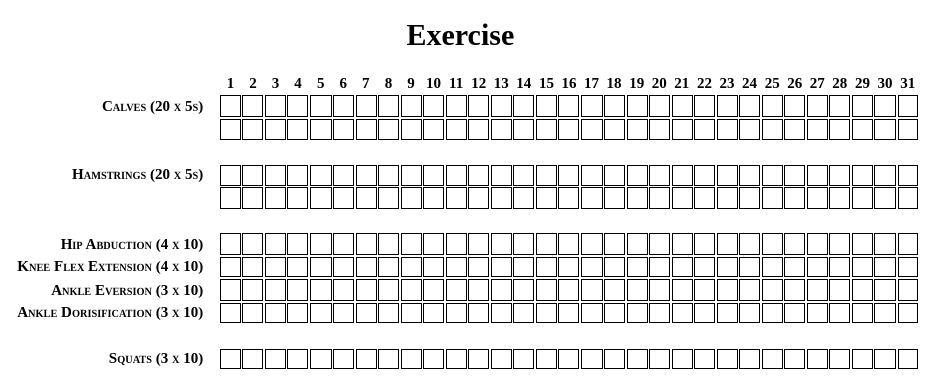 Exercise
1 2 3 4 5 6 7 8 9 10 11 12 13 14 15 16 17 18 19 20 21 22 23 24 25 26 27 28 29 30 31
Calves (20 x 5s)
Hamstrings (20 x 5s)
Hip Abduction (4 x 10)
Knee Flex Extension (4 x 10)
Ankle Eversion (3 x 10)
Ankle Dorisification (3 x 10)
Squats (3 x 10)